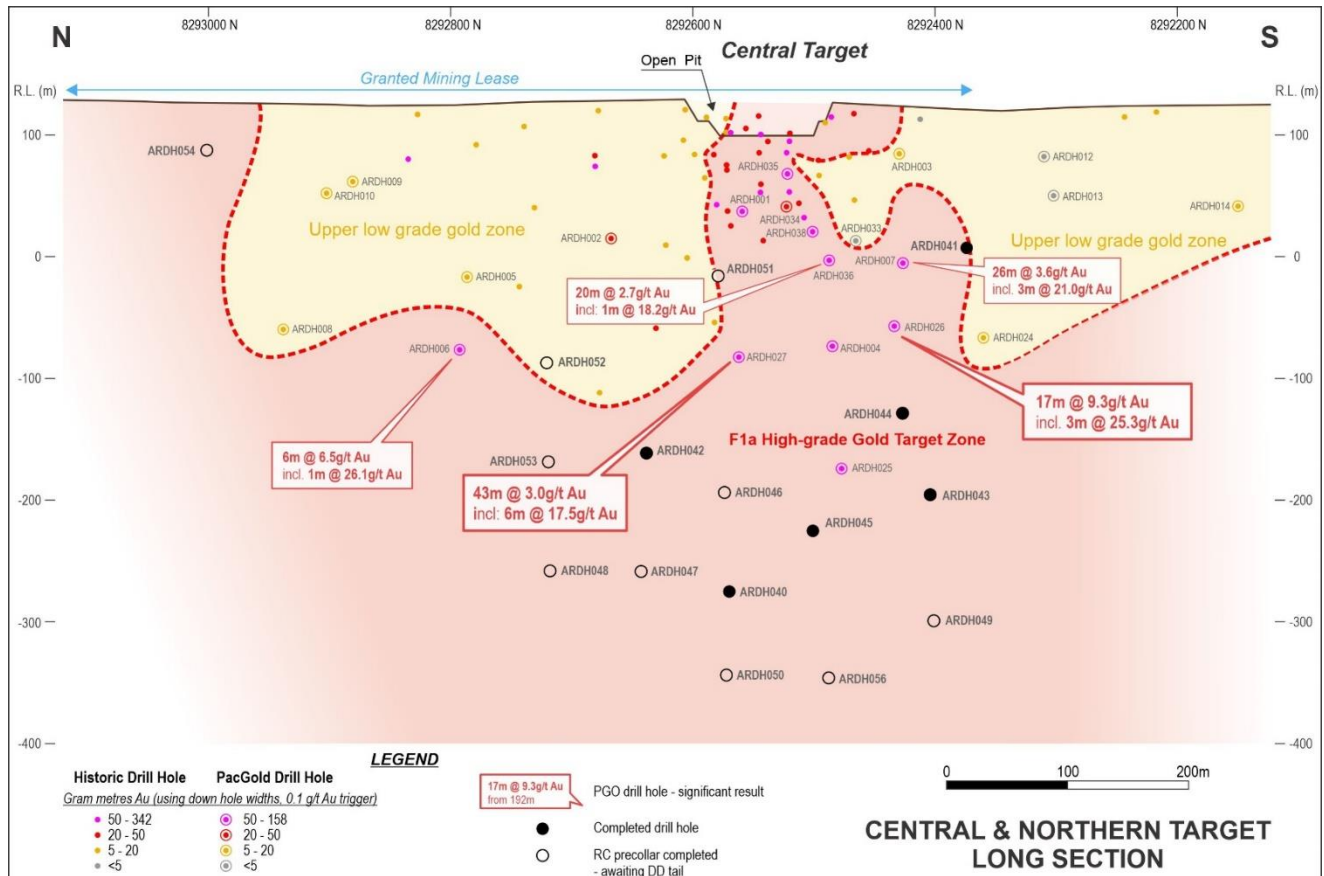 8293000 N
8292800 N
8292600 N
8292400 N
8292200 N
N
Central Target
S
Open Pit
Granted Mining Lease
R.L. (m)
R.L. (m)
100
100
ARDH054
ARDH035
ARDH003
ARDH012
ARDH009
ARDH010
ARDH013
ARDH001
ARDH014
Upper low grade gold zone
ARDH034
ARDH033
Upper low grade gold zone
ARDH002
ARDH038
ARDH041
0
0
ARDH051
ARDH036
ARDH007
ARDH005
20m @ 2.7g/t Au
incl: 1m @ 18.2g/t Au
26m @ 3.6g/t Au
incl. 3m @ 21.0g/t Au
ARDH008
ARDH026
ARDH024
ARDH006
ARDH052
ARDH027
ARDH004
-100
-100
17m @ 9.3g/t Au
incl. 3m @ 25.3g/t Au
ARDH044
F1a High-grade Gold Target Zone
6m @ 6.5g/t Au
incl. 1m @ 26.1g/t Au
ARDH053
ARDH042
ARDH025
43m @ 3.0g/t Au
incl: 6m @ 17.5g/t Au
ARDH046
ARDH043
-200
-200
ARDH045
ARDH048
ARDH047
ARDH040
-300
-300
ARDH049
ARDH050
ARDH056
-400
-400
LEGEND
Historic Drill Hole
PacGold Drill Hole
Gram metres Au (using down hole widths, 0.1 g/t Au trigger)
50 - 342
50 - 158
20 - 50
20 - 50
5 - 20
5 - 20
<5
<5
17m @ 9.3g/t Au
from 192m
PGO drill hole - significant result
Completed drill hole
RC precollar completed
- awaiting DD tail
0
100
200m
CENTRAL & NORTHERN TARGET
LONG SECTION